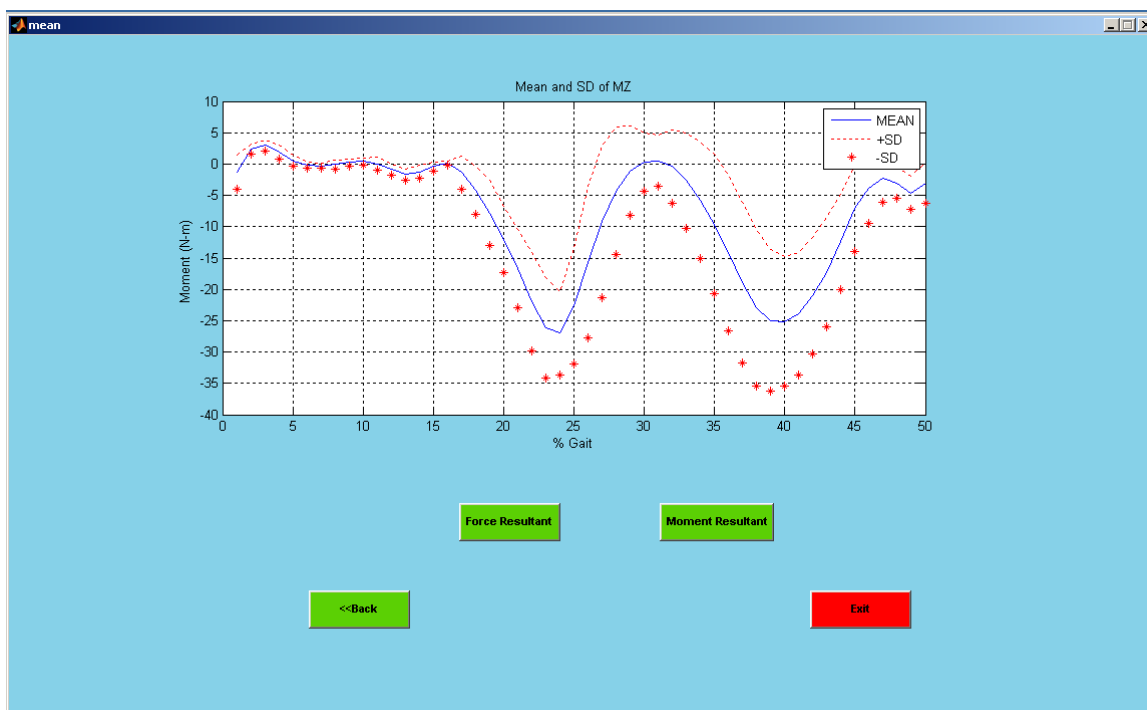 mean
Mean and SD of MZ
10
5
0
-5
-10
-15
-20
-25
-30
-35
-40
Moment (N-m)
MEAN
+SD
-SD
0 5 10 15 20 25 30 35 40 45 50
% Gait
Force Resultant Moment Resultant
<<Back Exit